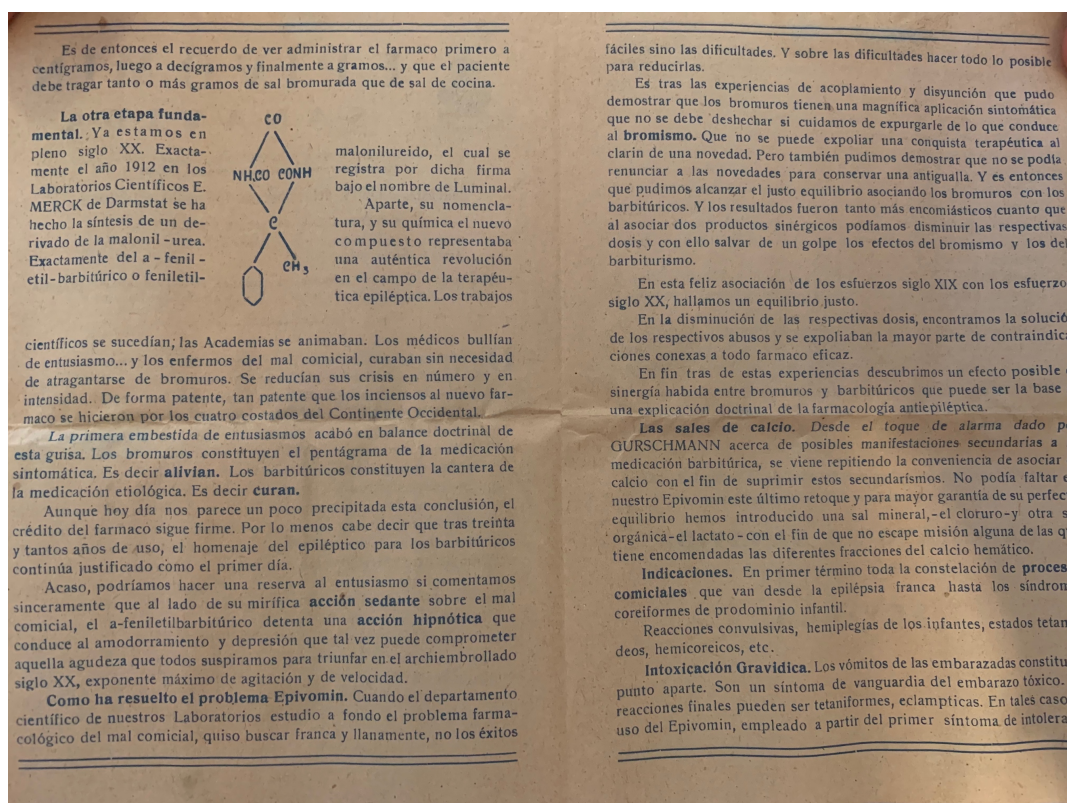 Es de entonces el recuerdo de ver administrar el farmaco primero a
centígramos, luego a decígramos y finalmente a gramos... y que el paciente
debe tragar tanto o más gramos de sal bromurada que de sal de cocina.
La otra etapa funda-
mental. Ya estamos en
pleno siglo XX. Exacta-
mente el año 1912 en los
Laboratorios Científicos E.
MERCK de Darmstat se ha
hecho la síntesis de un de-
rivado de la malonil-urea.
Exactamente del a-fenil-
etil-barbitúrico o feniletil-
CO
NH.CO CONH
C
CH3
malonilureido, el cual se
registra por dicha firma
bajo el nombre de Luminal.
Aparte, su nomencla-
tura, y su química el nuevo
compuesto representaba
una auténtica revolución
en el campo de la terapéu-
tica epiléptica. Los trabajos
científicos se sucedían; las Academias se animaban. Los médicos bullían
de entusiasmo... y los enfermos del mal comicial, curaban sin necesidad
de atragantarse de bromuros. Se reducían sus crisis en número y en
intensidad. De forma patente, tan patente que los inciensos al nuevo far-
maco se hicieron por los cuatro costados del Continente Occidental.
La primera embestida de entusiasmos acabó en balance doctrinal de
esta guisa. Los bromuros constituyen el pentágrama de la medicación
sintomática. Es decir alivían. Los barbitúricos constituyen la cantera de
la medicación etiológica. Es decir curan.
Aunque hoy día nos parece un poco precipitada esta conclusión, el
crédito del farmaco sigue firme. Por lo menos cabe decir que tras treinta
y tantos años de uso, el homenaje del epiléptico para los barbitúricos
continúa justificado como el primer día.
Acaso, podríamos hacer una reserva al entusiasmo si comentamos
sinceramente que al lado de su mirífica acción sedante sobre el mal
comicial, el a-feniletilbarbitúrico detenta una acción hipnótica que
conduce al amodorramiento y depresión que tal vez puede comprometer
aquella agudeza que todos suspiramos para triunfar en el archiembrollado
siglo XX, exponente máximo de agitación y de velocidad.
Como ha resuelto el problema Epivomin. Cuando el departamento
científico de nuestros Laboratorios estudio a fondo el problema farma-
cológico del mal comicial, quiso buscar franca y llanamente, no los éxitos
fáciles sino las dificultades. Y sobre las dificultades hacer todo lo posible
para reducirlas.
Es tras las experiencias de acoplamiento y disyunción que pudo
demostrar que los bromuros tienen una magnífica aplicación sintomática
que no se debe deshechar si cuidamos de expurgarle de lo que conduce
al bromismo. Que no se puede expoliar una conquista terapéutica al
clarin de una novedad. Pero también pudimos demostrar que no se podía
renunciar a las novedades para conservar una antigualla. Y es entonces
que pudimos alcanzar el justo equilibrio asociando los bromuros con los
barbitúricos. Y los resultados fueron tanto más encomiásticos cuanto que
al asociar dos productos sinérgicos podíamos disminuir las respectivas
dosis y con ello salvar de un golpe los efectos del bromismo y los del
barbiturismo.
En esta feliz asociación de los esfuerzos siglo XIX con los esfuerzo
siglo XX, hallamos un equilibrio justo.
En la disminución de las respectivas dosis, encontramos la solució
de los respectivos abusos y se expoliaban la mayor parte de contraindica
ciones conexas a todo farmaco eficaz.
En fin tras de estas experiencias descubrimos un efecto posible
sinergía habida entre bromuros y barbitúricos que puede ser la base
una explicación doctrinal de la farmacología antiepiléptica.
Las sales de calcio. Desde el toque de alarma dado po
GURSCHMANN acerca de posibles manifestaciones secundarias a
medicación barbitúrica, se viene repitiendo la conveniencia de asociar
calcio con el fin de suprimir estos secundarísmos. No podía faltar e
nuestro Epivomin este último retoque y para mayor garantía de su perfec
equilibrio hemos introducido una sal mineral,-el cloruro-y otra s
orgánica-el lactato-con el fin de que no escape misión alguna de las q
tiene encomendadas las diferentes fracciones del calcio hemático.
Indicaciones. En primer término toda la constelación de proces
comiciales que van desde la epilépsia franca hasta los síndrom
coreiformes de prodominio infantil.
Reacciones convulsivas, hemiplegías de los infantes, estados tetan
deos, hemicoreicos, etc.
Intoxicación Gravidica. Los vómitos de las embarazadas constitu
punto aparte. Son un síntoma de vanguardia del embarazo tóxico.
reacciones finales pueden ser tetaniformes, eclampticas. En tales caso
uso del Epivomin, empleado a partir del primer síntoma de intolera